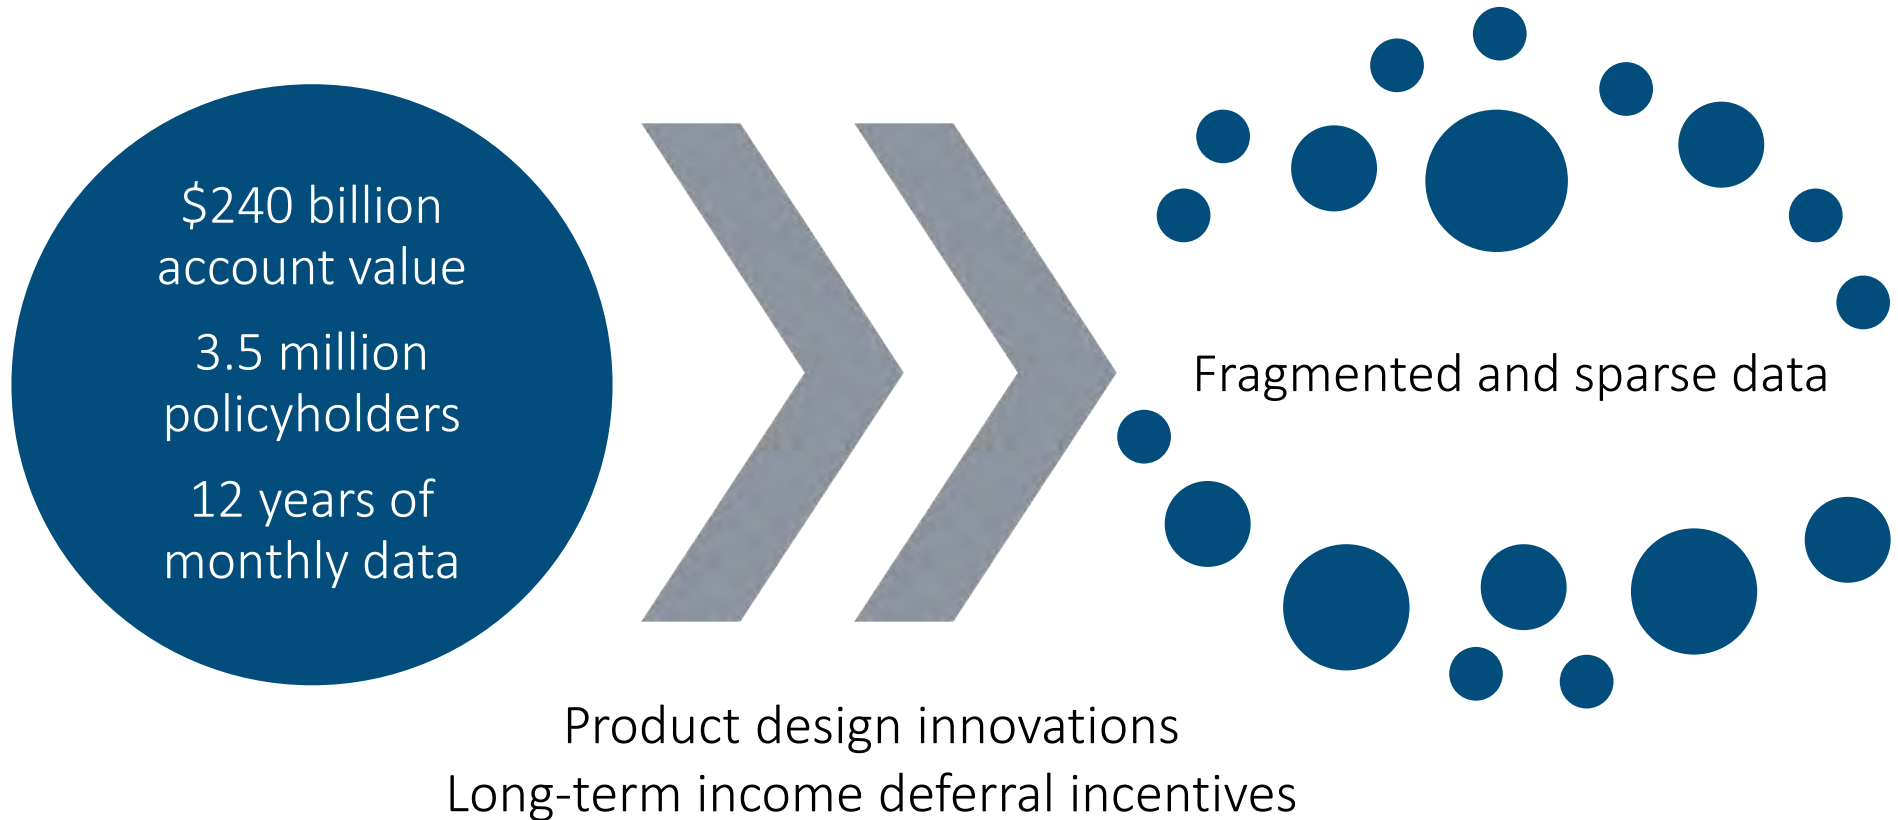 $240 billion
account value
3.5 million
policyholders
12 years of
monthly data
Fragmented and sparse data
Product design innovations
Long-term income deferral incentives